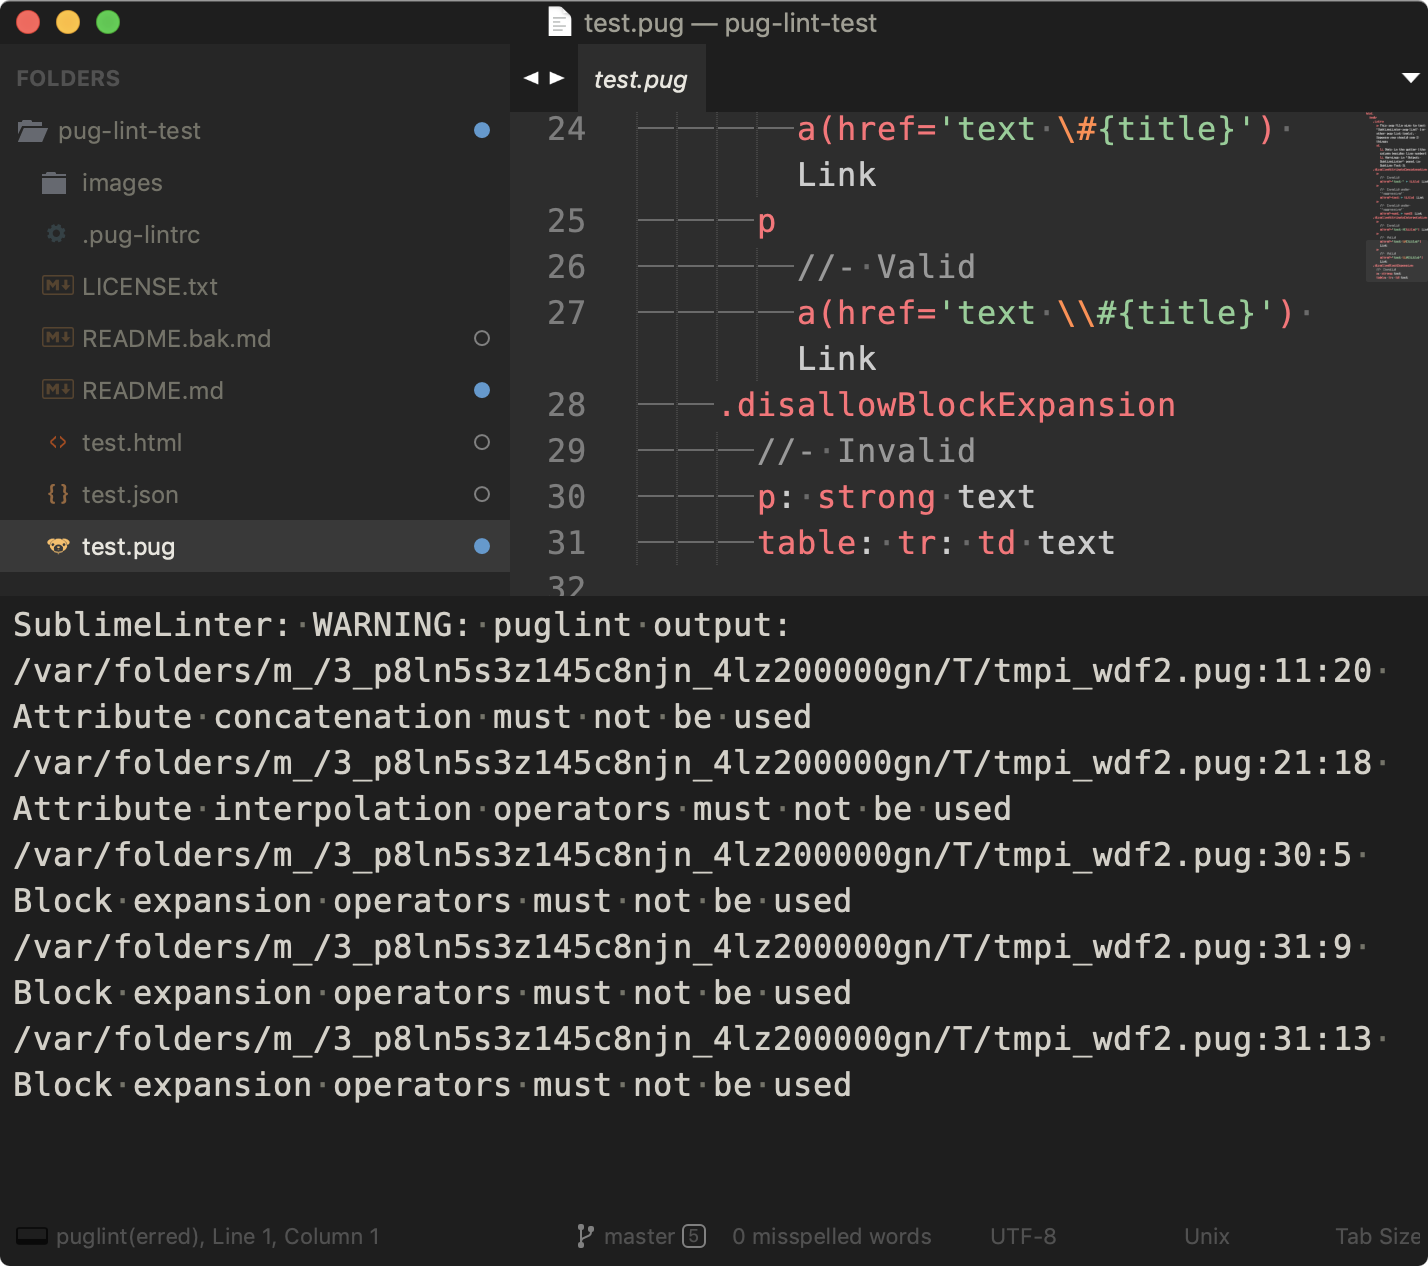 test.pug — pug-lint-test
FOLDERS
pug-lint-test
images
.pug-lintrc
LICENSE.txt
README.bak.md
README.md
test.html
test.json
test.pug
test.pug
24 a(href='text \#{title}')
Link
25 p
26 //- Valid
27 a(href='text \\#{title}')
Link
28 .disallowBlockExpansion
29 //- Invalid
30 p: strong text
31 table: tr: td text
32
SublimeLinter: WARNING: puglint output:
/var/folders/m_/3_p8ln5s3z145c8njn_4lz200000gn/T/tmpi_wdf2.pug:11:20
Attribute concatenation must not be used
/var/folders/m_/3_p8ln5s3z145c8njn_4lz200000gn/T/tmpi_wdf2.pug:21:18
Attribute interpolation operators must not be used
/var/folders/m_/3_p8ln5s3z145c8njn_4lz200000gn/T/tmpi_wdf2.pug:30:5
Block expansion operators must not be used
/var/folders/m_/3_p8ln5s3z145c8njn_4lz200000gn/T/tmpi_wdf2.pug:31:9
Block expansion operators must not be used
/var/folders/m_/3_p8ln5s3z145c8njn_4lz200000gn/T/tmpi_wdf2.pug:31:13
Block expansion operators must not be used
puglint(erred), Line 1, Column 1 master 5 0 misspelled words UTF-8 Unix Tab Size